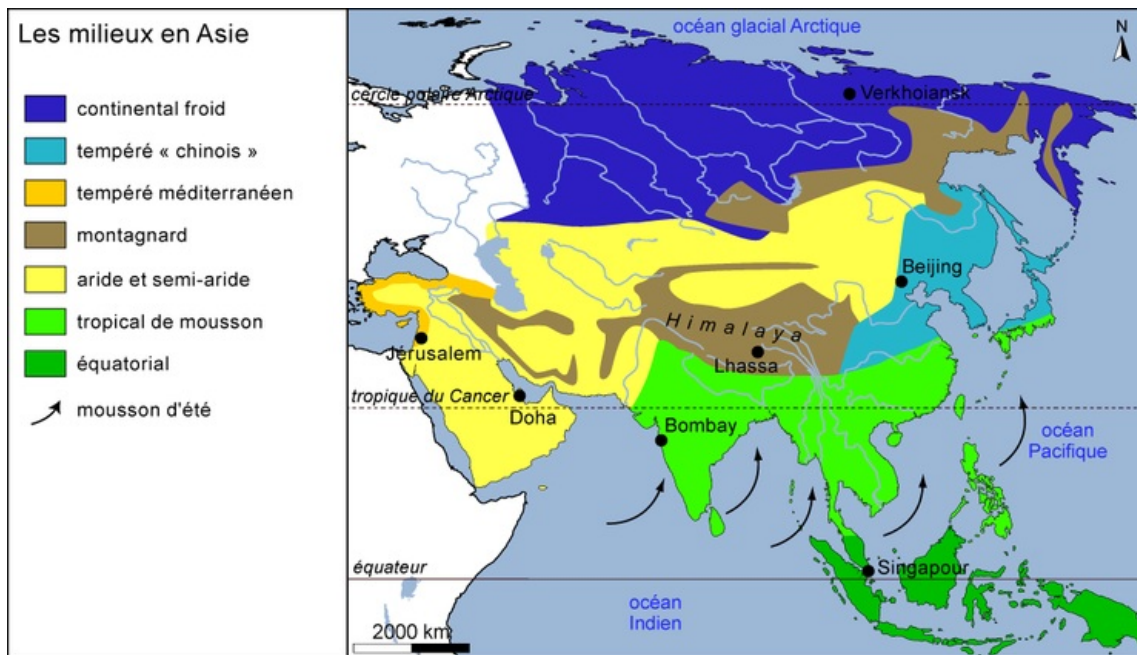 Les milieux en Asie
continental froid
tempéré « chinois »
tempéré méditerranéen
montagnard
aride et semi-aride
tropical de mousson
équatorial
mousson d'été
océan glacial Arctique
N
cercle polaire Arctique
Verkhoiansk
Beijing
Himalaya
Jérusalem
Lhassa
tropique du Cancer
Doha
Bombay
océan
Pacifique
équateur
Singapour
océan
Indien
2000 km